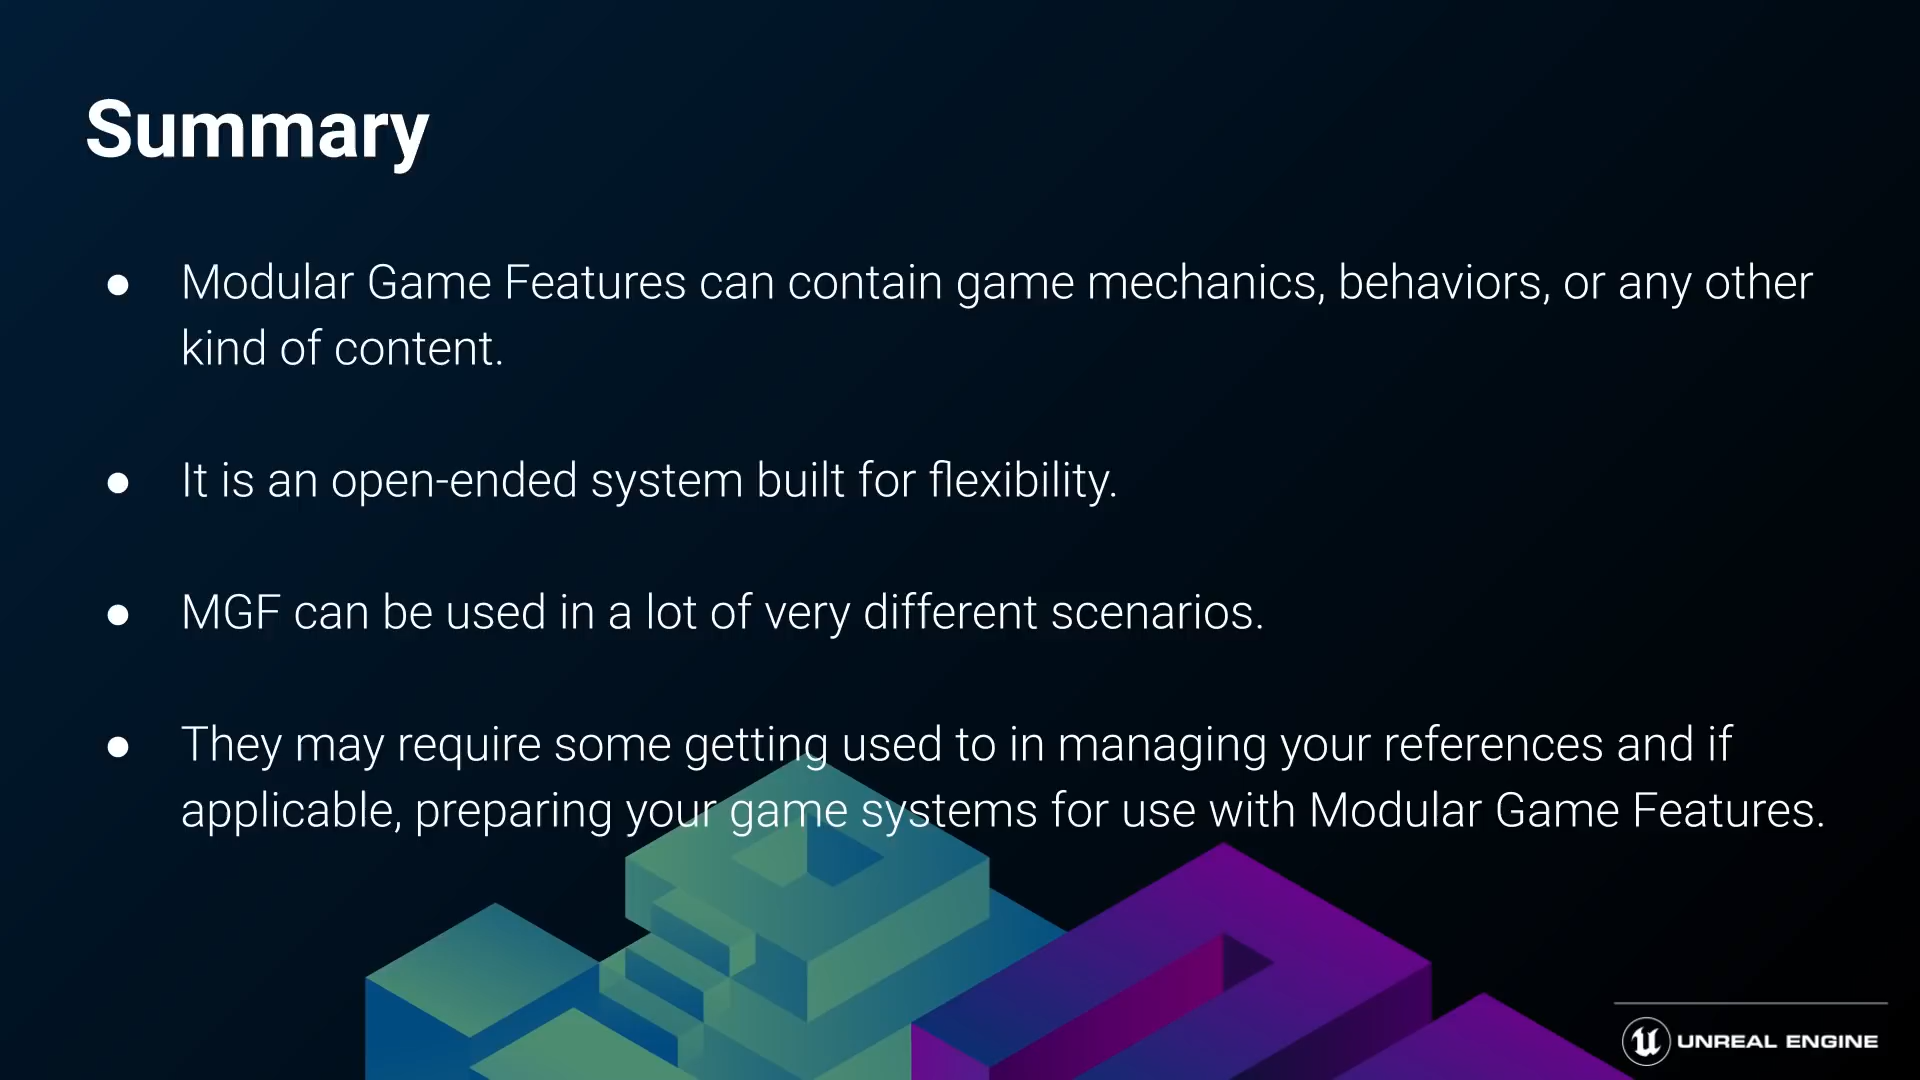 Summary
● Modular Game Features can contain game mechanics, behaviors, or any other
kind of content.
● It is an open-ended system built for flexibility.
● MGF can be used in a lot of very different scenarios.
● They may require some getting used to in managing your references and if
applicable, preparing your game systems for use with Modular Game Features.
UNREAL ENGINE